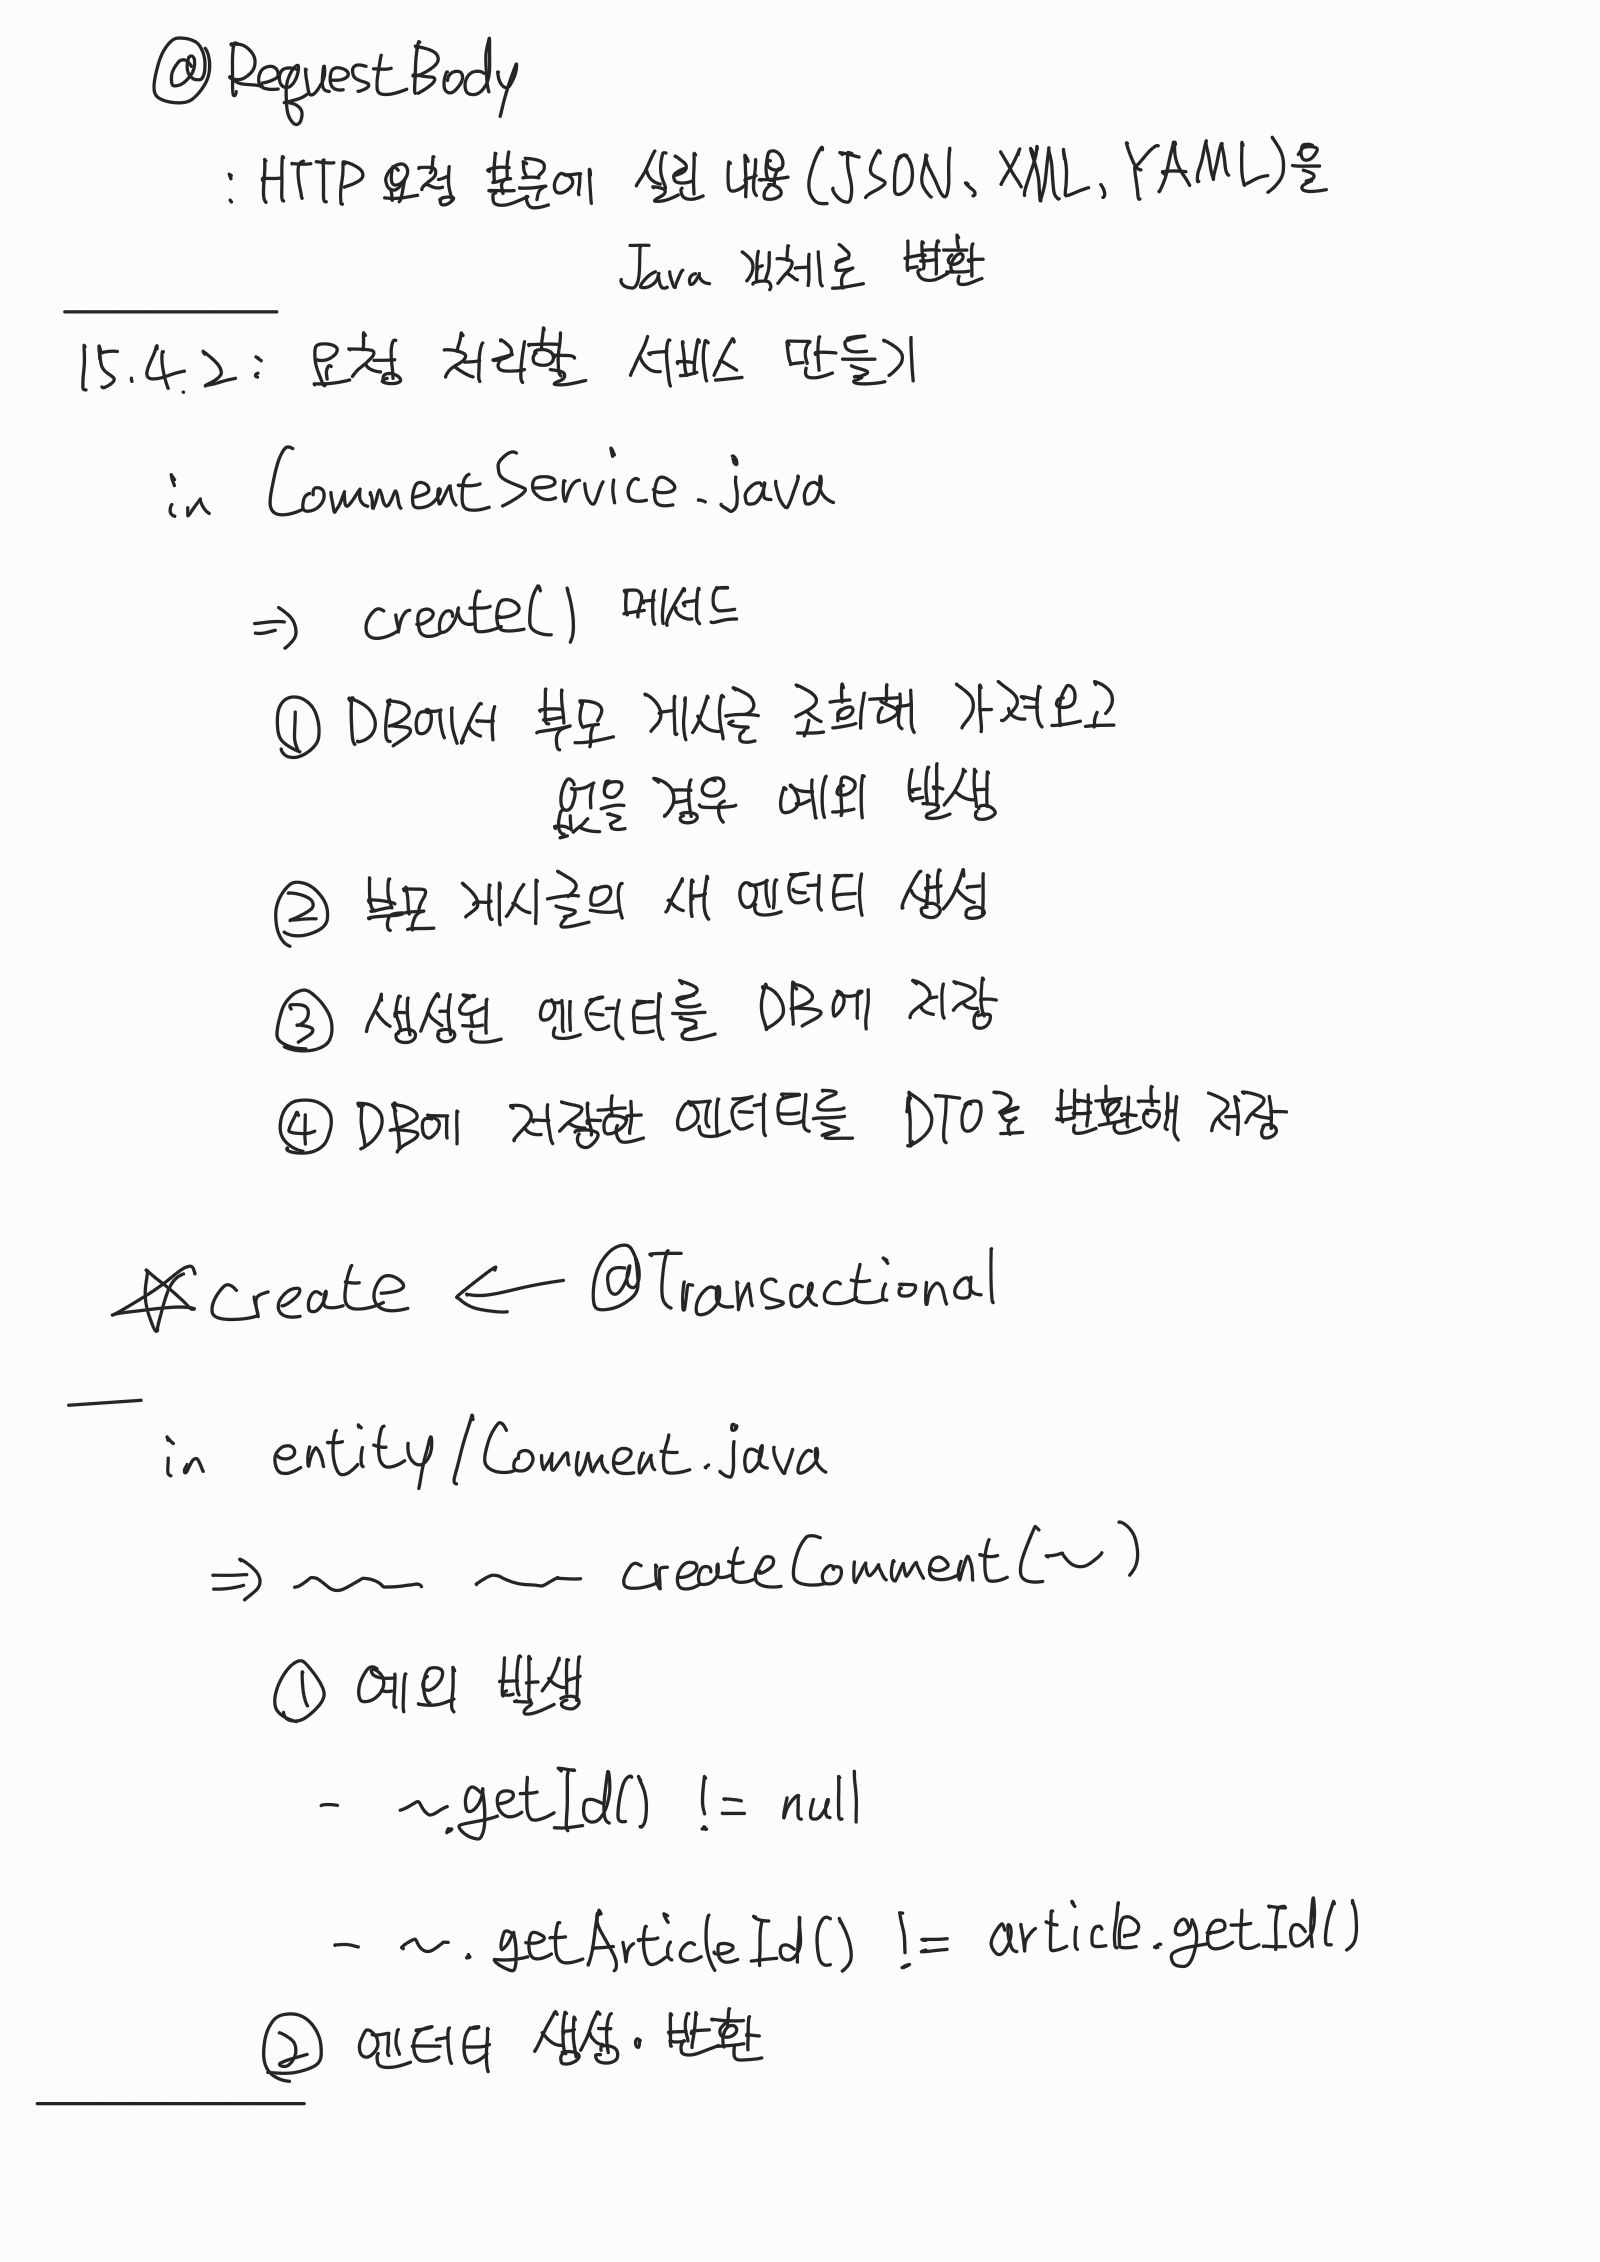 @RequestBody
: HTTP 요청 본문에 실린 내용 (JSON, XML, YAML)을
Java 객체로 변환
15.4.2: 요청 처리할 서비스 만들기
in CommentService.java
⇒ create() 메서드
① DB에서 부모 게시글 조회해 가져오고
없을 경우 예외 발생
② 부모 게시글의 새 엔터티 생성
③ 생성된 엔터티를 DB에 저장
④ DB에 저장한 엔터티를 DTO로 변환해 저장
☆create ← @Transactional
in entity/Comment.java
⇒ ~ ~ createComment(~)
① 예외 발생
- ~.getId() != null
- ~.getArticleId() != article.getId()
② 엔터티 생성·반환